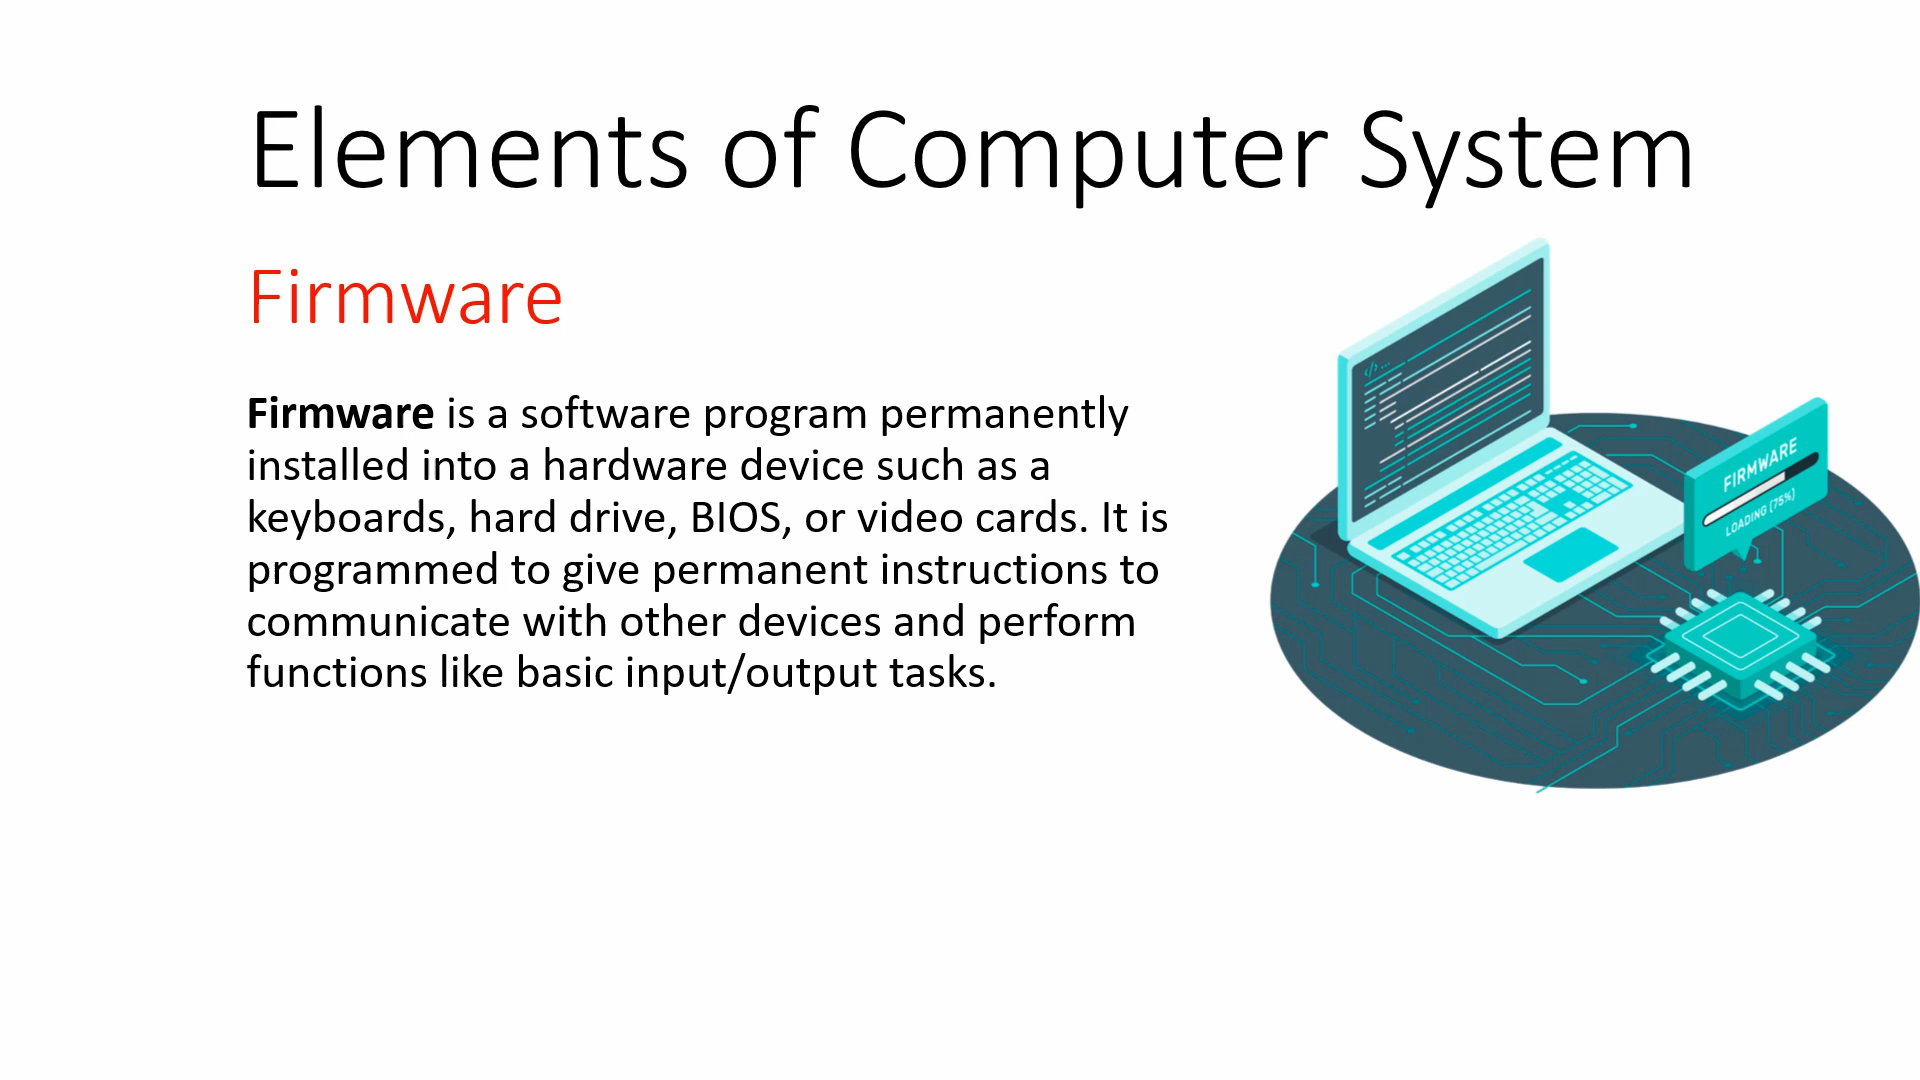 Elements of Computer System
Firmware
Firmware is a software program permanently
installed into a hardware device such as a
keyboards, hard drive, BIOS, or video cards. It is
programmed to give permanent instructions to
communicate with other devices and perform
functions like basic input/output tasks.
</>...
FIRMWARE
LOADING (75%)